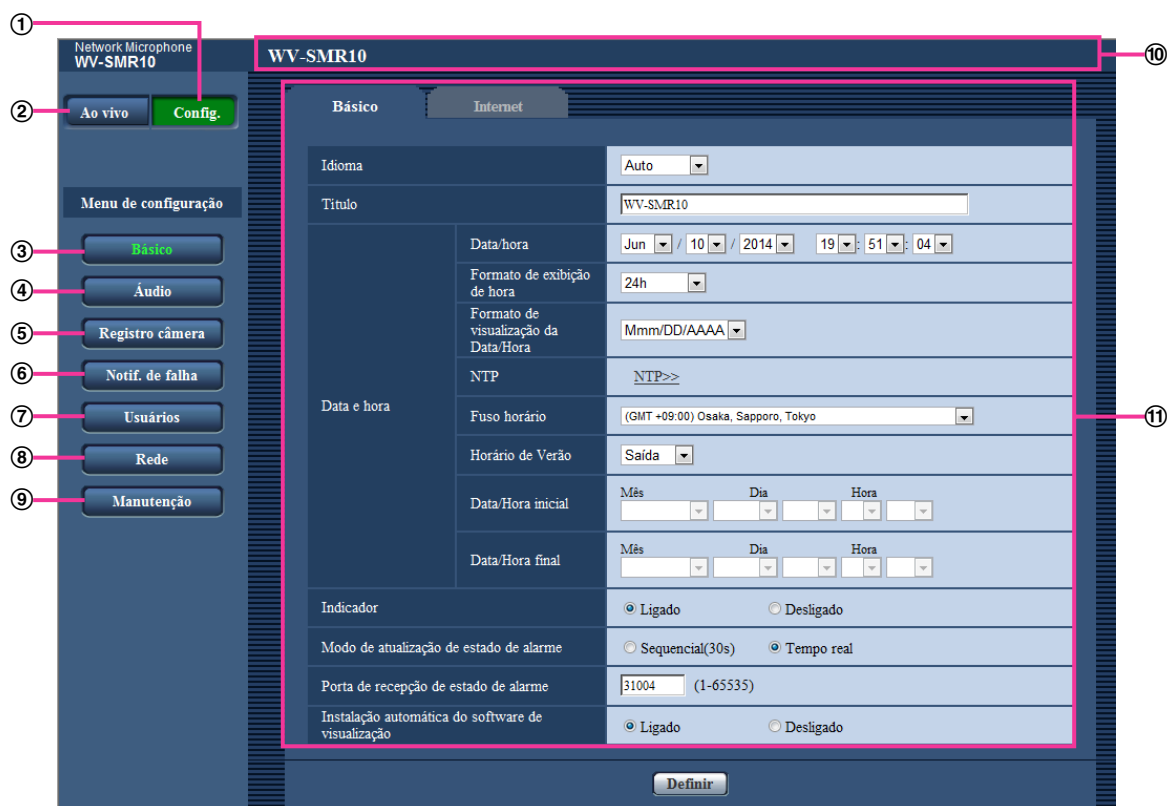 ①
Network Microphone
WV-SMR10
WV-SMR10
⑩
② Ao vivo Config.
Básico Internet
Idioma Auto
Menu de configuração
Titulo WV-SMR10
③ Básico
Data e hora
Data/hora Jun / 10 / 2014 19 : 51 : 04
④ Áudio
Formato de exibição
de hora
24h
⑤ Registro câmera
Formato de
visualização da
Data/Hora
Mmm/DD/AAAA
⑥ Notif. de falha
NTP NTP>>
⑦ Usuários
Fuso horário (GMT +09:00) Osaka, Sapporo, Tokyo
⑪
⑧ Rede
Horário de Verão Saída
⑨ Manutenção
Data/Hora inicial
Mês Dia Hora
Data/Hora final
Mês Dia Hora
Indicador Ligado Desligado
Modo de atualização de estado de alarme Sequencial(30s) Tempo real
Porta de recepção de estado de alarme 31004 (1-65535)
Instalação automática do software de
visualização
Ligado Desligado
Definir